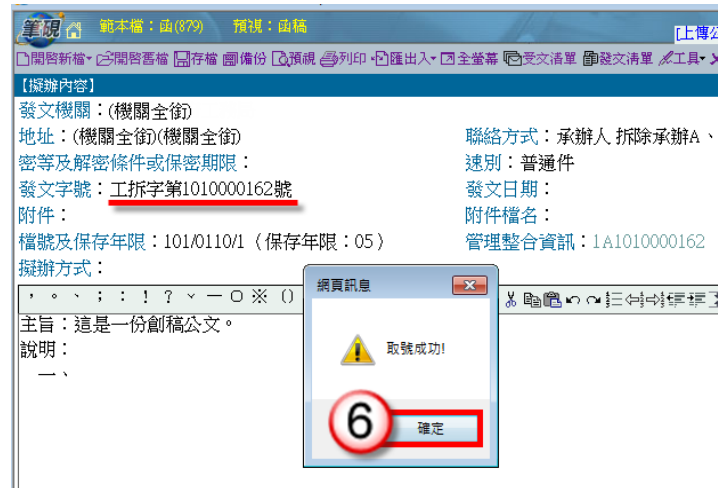 筆硯 範本檔：函(879) 預視：函稿
[上傳公
開啓新檔 開啓舊檔 存檔 備份 預視 列印 匯出入 全螢幕 受文清單 發文清單 工具
【擬辦內容】
發文機關：(機關全銜)
地址：(機關全銜)(機關全銜) 聯絡方式：承辦人 拆除承辦A、
密等及解密條件或保密期限： 速別：普通件
發文字號：工拆字第1010000162號 發文日期：
附件： 附件檔名：
檔號及保存年限：101/0110/1（保存年限：05） 管理整合資訊：1A1010000162
擬辦方式：
，。、；：！？ˇ—○※（）
主旨：這是一份創稿公文。
說明：
一、
網頁訊息
取號成功!
6 確定